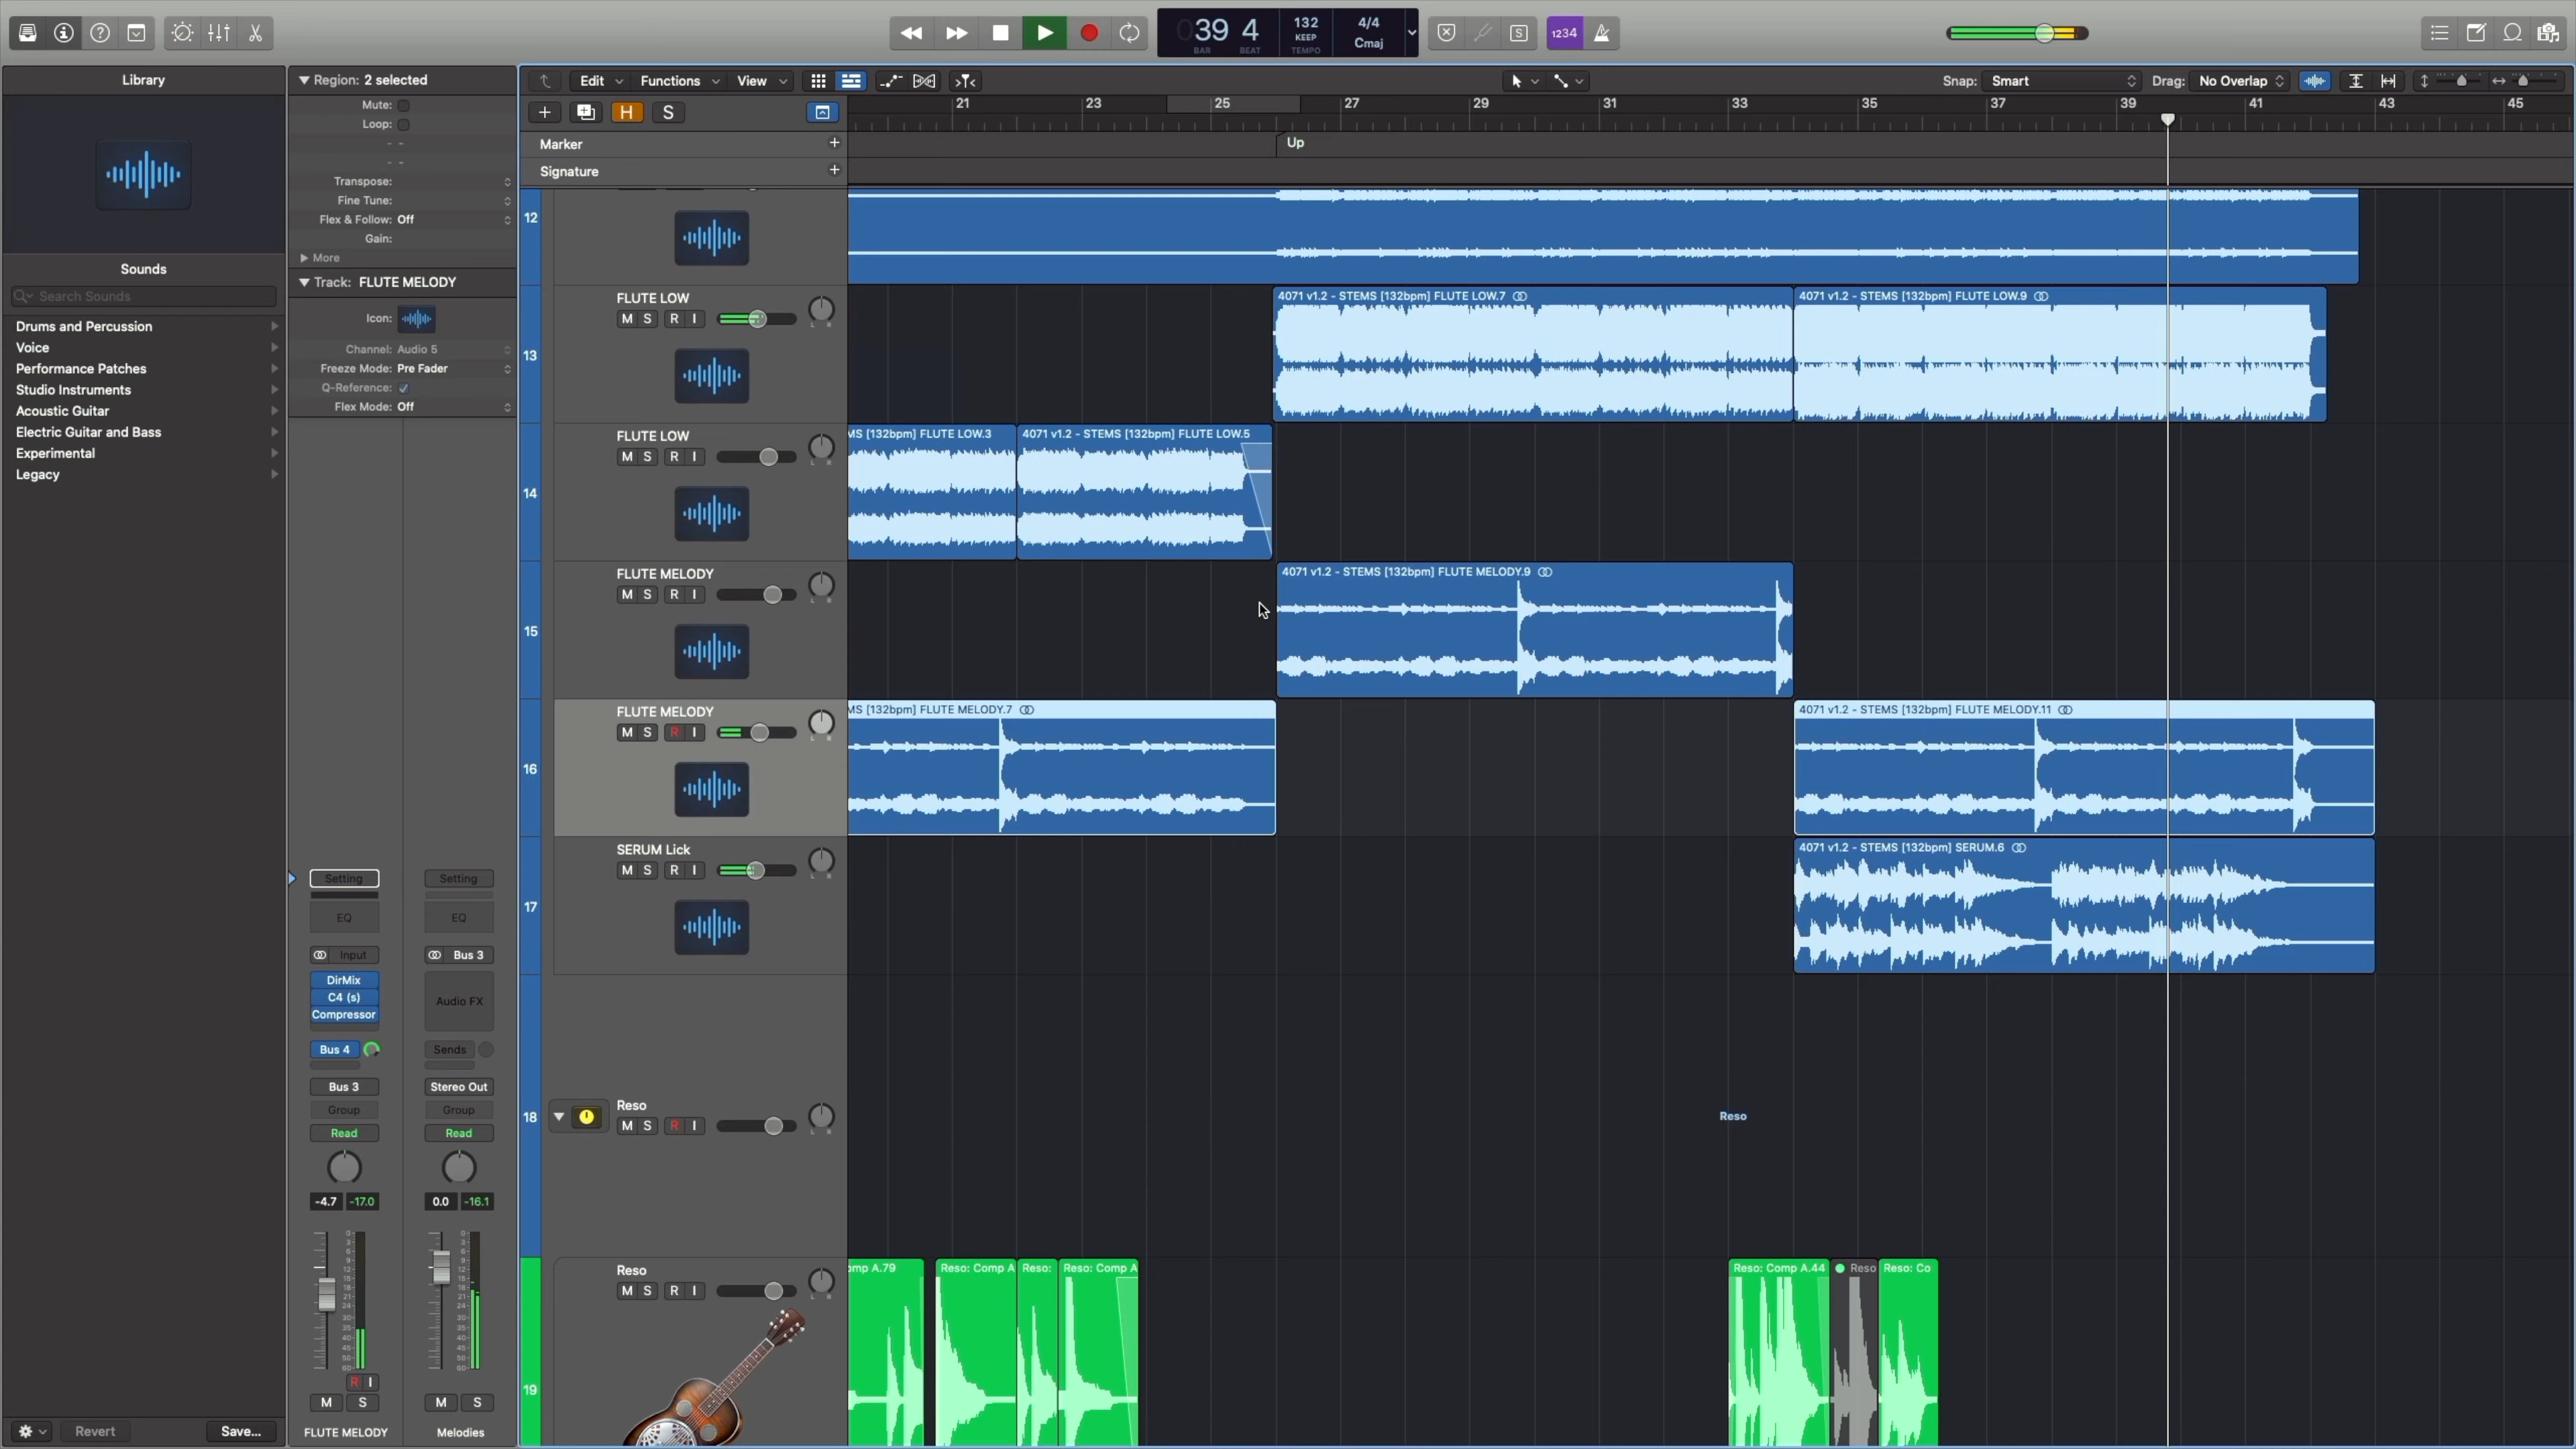 39 4
BAR BEAT
132
KEEP
TEMPO
4/4
Cmaj
S
1234
Library
Sounds
Search Sounds
Drums and Percussion
Voice
Performance Patches
Studio Instruments
Acoustic Guitar
Electric Guitar and Bass
Experimental
Legacy
Revert
Save...
Region: 2 selected
Mute:
Loop:
Transpose:
Fine Tune:
Flex & Follow: Off
Gain:
More
Track: FLUTE MELODY
Icon:
Channel: Audio 5
Freeze Mode: Pre Fader
Q-Reference:
Flex Mode: Off
Setting
EQ
Input
DirMix
C4 (s)
Compressor
Bus 4
Bus 3
Group
Read
-4.7 -17.0
R I
M S
FLUTE MELODY
Setting
EQ
Bus 3
Audio FX
Sends
Stereo Out
Group
Read
0.0 -16.1
M S
Melodies
Edit Functions View
Snap: Smart
Drag: No Overlap
H S
21 23 25 27 29 31 33 35 37 39 41 43 45
Marker
Up
Signature
12
13
FLUTE LOW
M S R I
4071 v1.2 - STEMS [132bpm] FLUTE LOW.7
4071 v1.2 - STEMS [132bpm] FLUTE LOW.9
14
FLUTE LOW
M S R I
MS [132bpm] FLUTE LOW.3
4071 v1.2 - STEMS [132bpm] FLUTE LOW.5
15
FLUTE MELODY
M S R I
4071 v1.2 - STEMS [132bpm] FLUTE MELODY.9
16
FLUTE MELODY
M S R I
MS [132bpm] FLUTE MELODY.7
4071 v1.2 - STEMS [132bpm] FLUTE MELODY.11
17
SERUM Lick
M S R I
4071 v1.2 - STEMS [132bpm] SERUM.6
18
Reso
M S R I
Reso
19
Reso
M S R I
omp A.79
Reso: Comp A
Reso:
Reso: Comp A
Reso: Comp A.44
Reso
Reso: Co